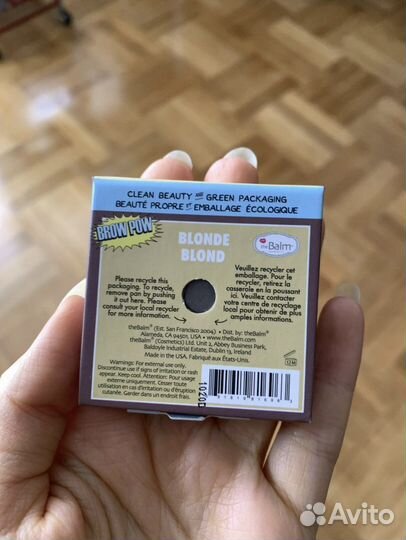 CLEAN BEAUTY AND GREEN PACKAGING
BEAUTÉ PROPRE ET EMBALLAGE ÉCOLOGIQUE
BROW POW
BLONDE
BLOND
theBalm®
Please recycle this
packaging. To recycle,
remove pan by pushing
it out here. Please
consult your local recycler
for more information.
Veuillez recycler cet
emballage. Pour le
recycler, retirez la
casserole en la poussant
ici. Veuillez contacter
votre centre de recyclage
local pour obtenir de plus
amples informations.
theBalm® (Est. San Francisco 2004) • Dist. by: theBalm®
Alameda, CA 94501, USA • www.thebalm.com
theBalm® (Cosmetics) Ltd. Unit 2, Abbey Business Park,
Baldoyle Industrial Estate, Dublin 13, Ireland
Made in the USA. Fabriqué aux États-Unis.
Warnings: For external use only.
Discontinue use if signs of irritation or rash
appear. Keep cool. Attention: Pour usage
externe uniquement. Cesser toute
utilisation en cas d'irritation ou d'éruption
cutanée. Garder dans un endroit frais.
12 M
1020D
Avito